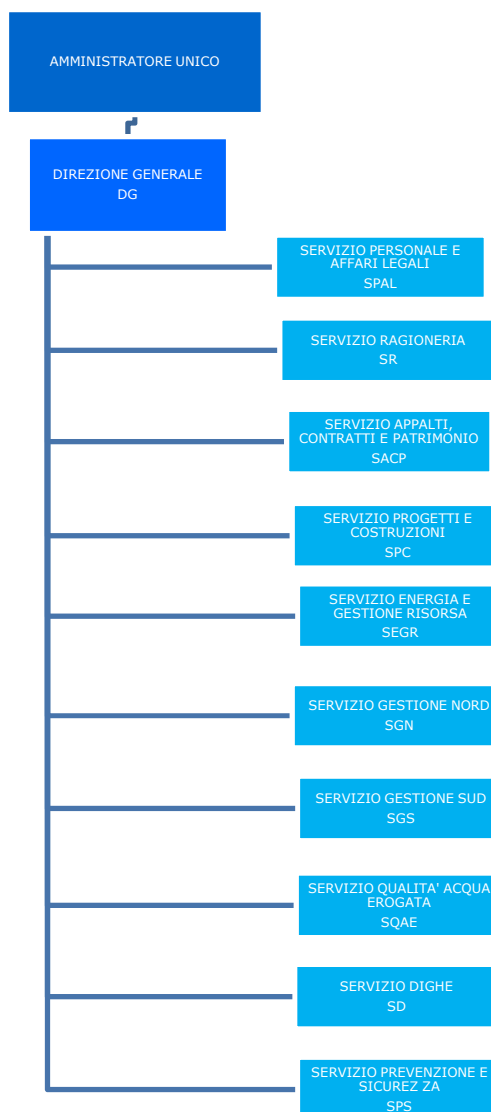 AMMINISTRATORE UNICO
DIREZIONE GENERALE
DG
SERVIZIO PERSONALE E
AFFARI LEGALI
SPAL
SERVIZIO RAGIONERIA
SR
SERVIZIO APPALTI,
CONTRATTI E PATRIMONIO
SACP
SERVIZIO PROGETTI E
COSTRUZIONI
SPC
SERVIZIO ENERGIA E
GESTIONE RISORSA
SEGR
SERVIZIO GESTIONE NORD
SGN
SERVIZIO GESTIONE SUD
SGS
SERVIZIO QUALITA' ACQUA
EROGATA
SQAE
SERVIZIO DIGHE
SD
SERVIZIO PREVENZIONE E
SICUREZ ZA
SPS